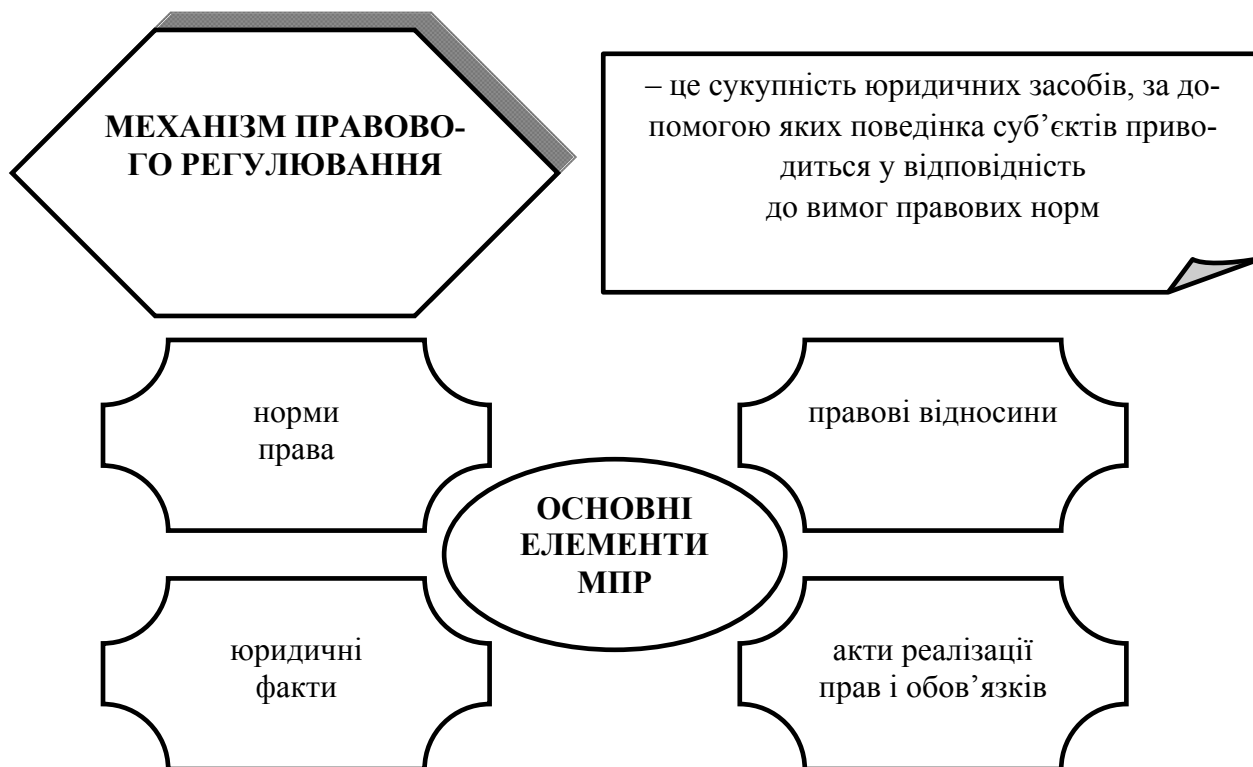 МЕХАНІЗМ ПРАВОВО-
ГО РЕГУЛЮВАННЯ
– це сукупність юридичних засобів, за до-
помогою яких поведінка суб’єктів приво-
диться у відповідність
до вимог правових норм
норми
права
правові відносини
ОСНОВНІ
ЕЛЕМЕНТИ
МПР
юридичні
факти
акти реалізації
прав і обов’язків